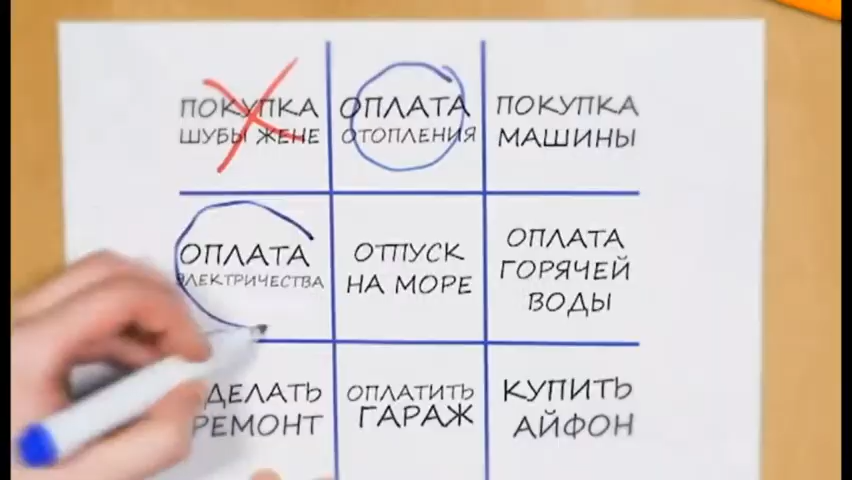 ПОКУПКА
ШУБЫ ЖЕНЕ
ОПЛАТА
ОТОПЛЕНИЯ
ПОКУПКА
МАШИНЫ
ОПЛАТА
ЭЛЕКТРИЧЕСТВА
ОТПУСК
НА МОРЕ
ОПЛАТА
ГОРЯЧЕЙ
ВОДЫ
ДЕЛАТЬ
РЕМОНТ
ОПЛАТИТЬ
ГАРАЖ
КУПИТЬ
АЙФОН